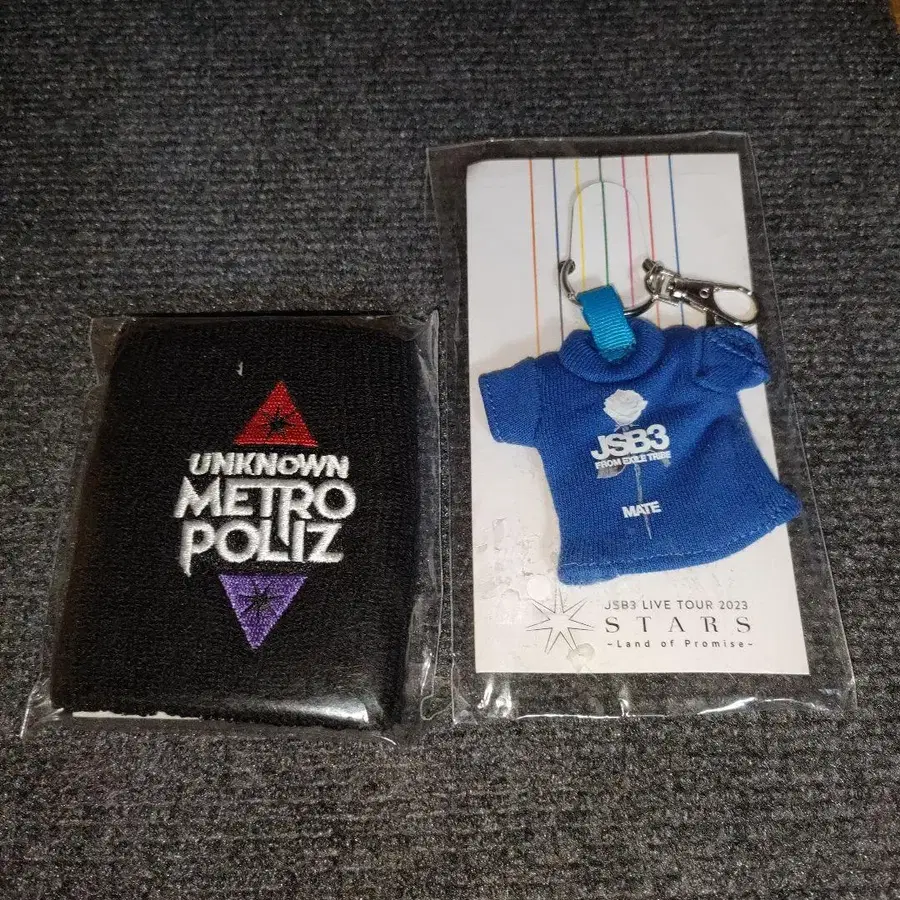 UNKNOWN
METRO
POLIZ
JSB3
FROM EXILE TRIBE
MATE
JSB3 LIVE TOUR 2023
STARS
~Land of Promise~